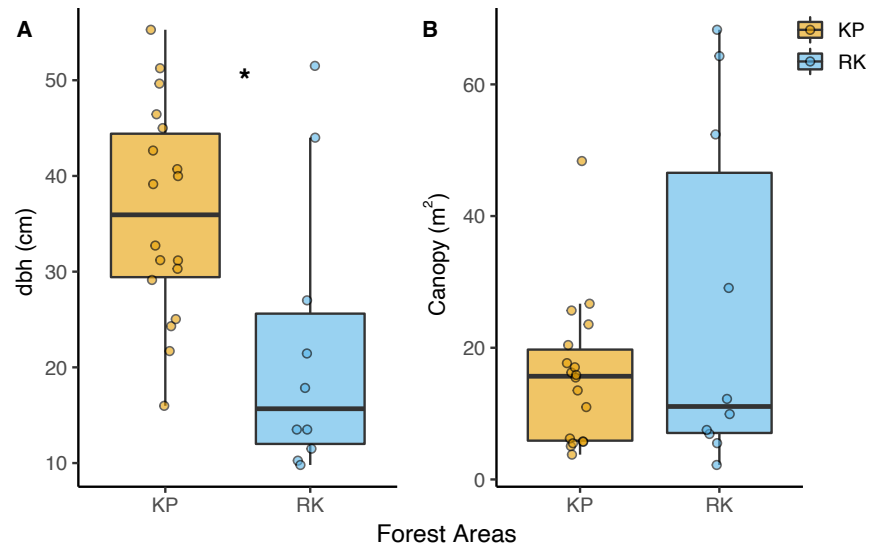 A
*
50
40
30
20
10
dbh (cm)
KP
RK
B
60
40
20
0
Canopy (m²)
KP
RK
KP
RK
Forest Areas